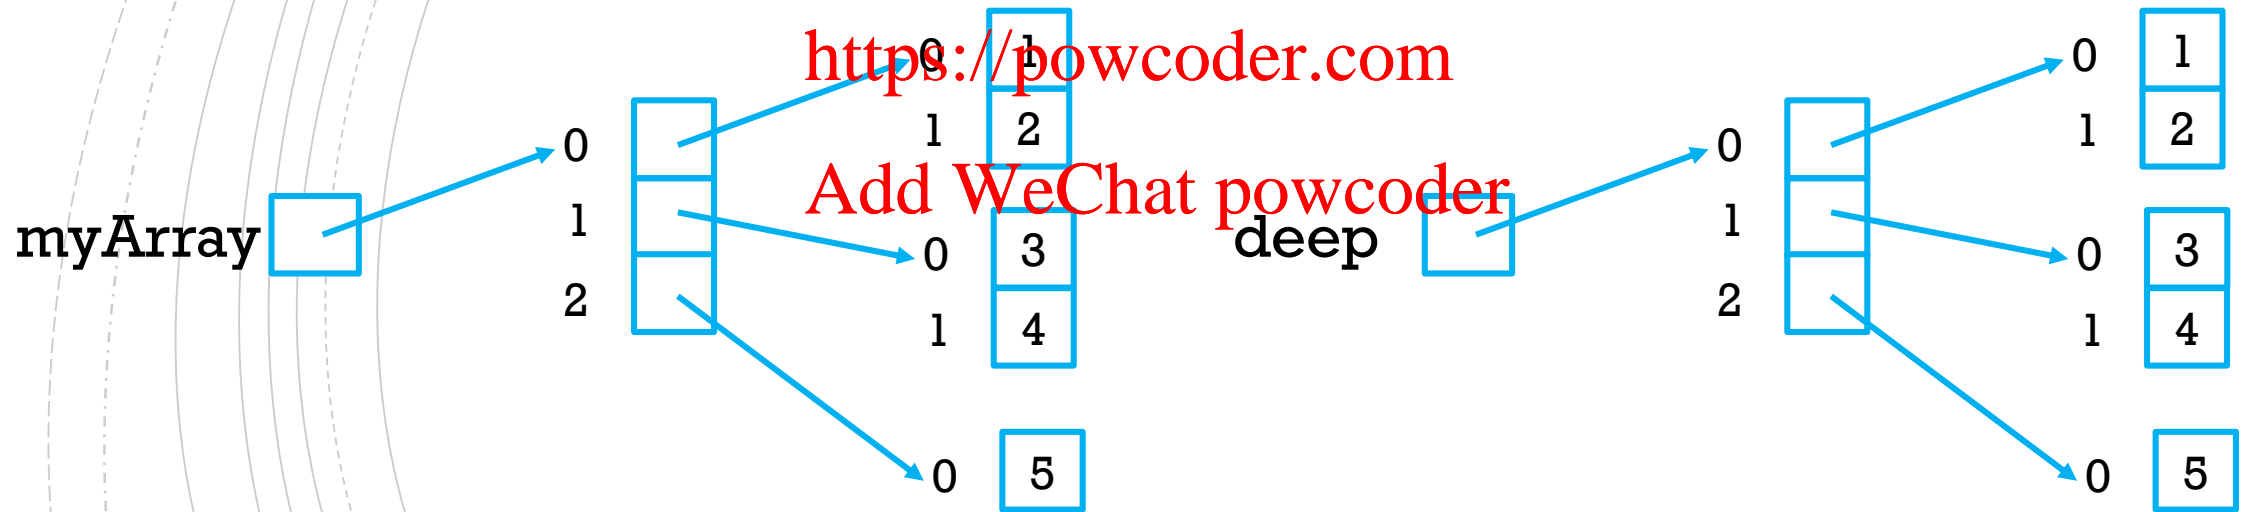 0 1
https://powcoder.com
0 1
1 2
0 1 2
0
Add WeChat powcoder
myArray 1 0 3 deep 1 0 3
2 1 4 2 1 4
0 5 0 5